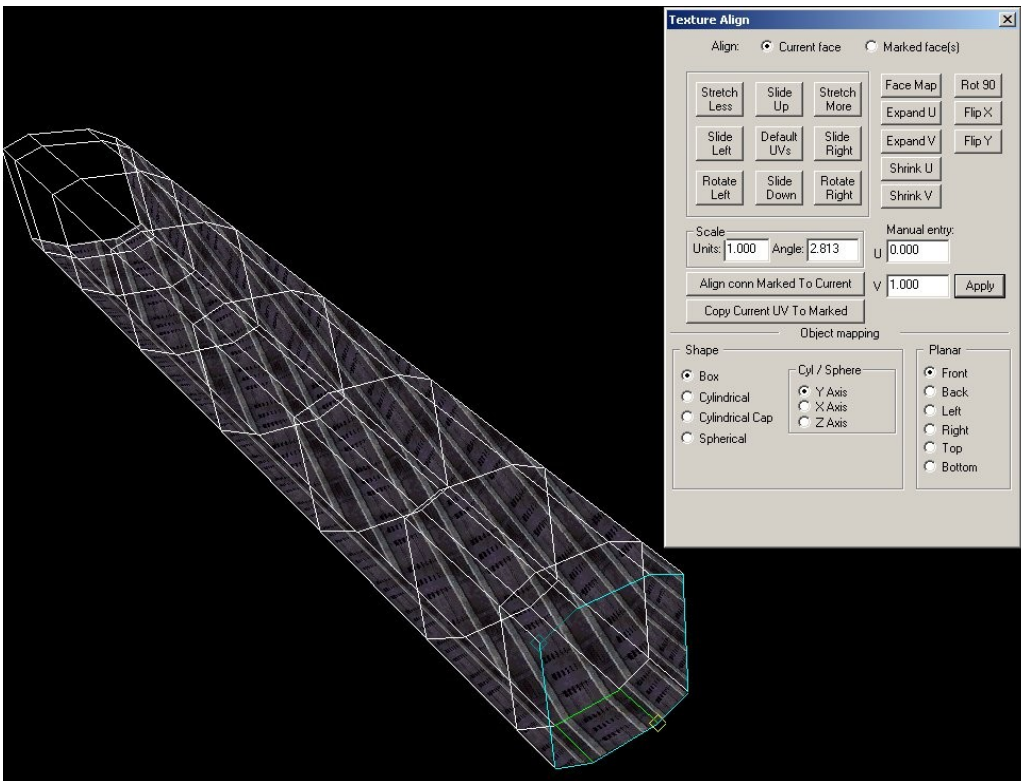 Texture Align
Align: Current face Marked face(s)
Stretch Less
Slide Up
Stretch More
Face Map
Rot 90
Expand U
Flip X
Slide Left
Default UVs
Slide Right
Expand V
Flip Y
Shrink U
Rotate Left
Slide Down
Rotate Right
Shrink V
Scale
Manual entry:
Units: 1.000 Angle: 2.813
U 0.000
Align conn Marked To Current
V 1.000 Apply
Copy Current UV To Marked
Object mapping
Shape
Box
Cylindrical
Cylindrical Cap
Spherical
Cyl / Sphere
Y Axis
X Axis
Z Axis
Planar
Front
Back
Left
Right
Top
Bottom